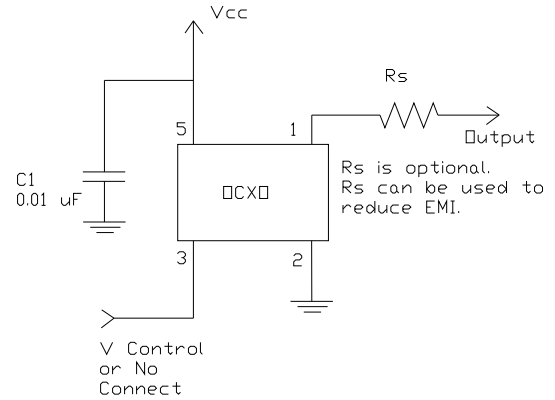 Vcc
Rs
5
1
Output
C1
0.01 uF
OCXO
Rs is optional.
Rs can be used to
reduce EMI.
3
2
V Control
or No
Connect